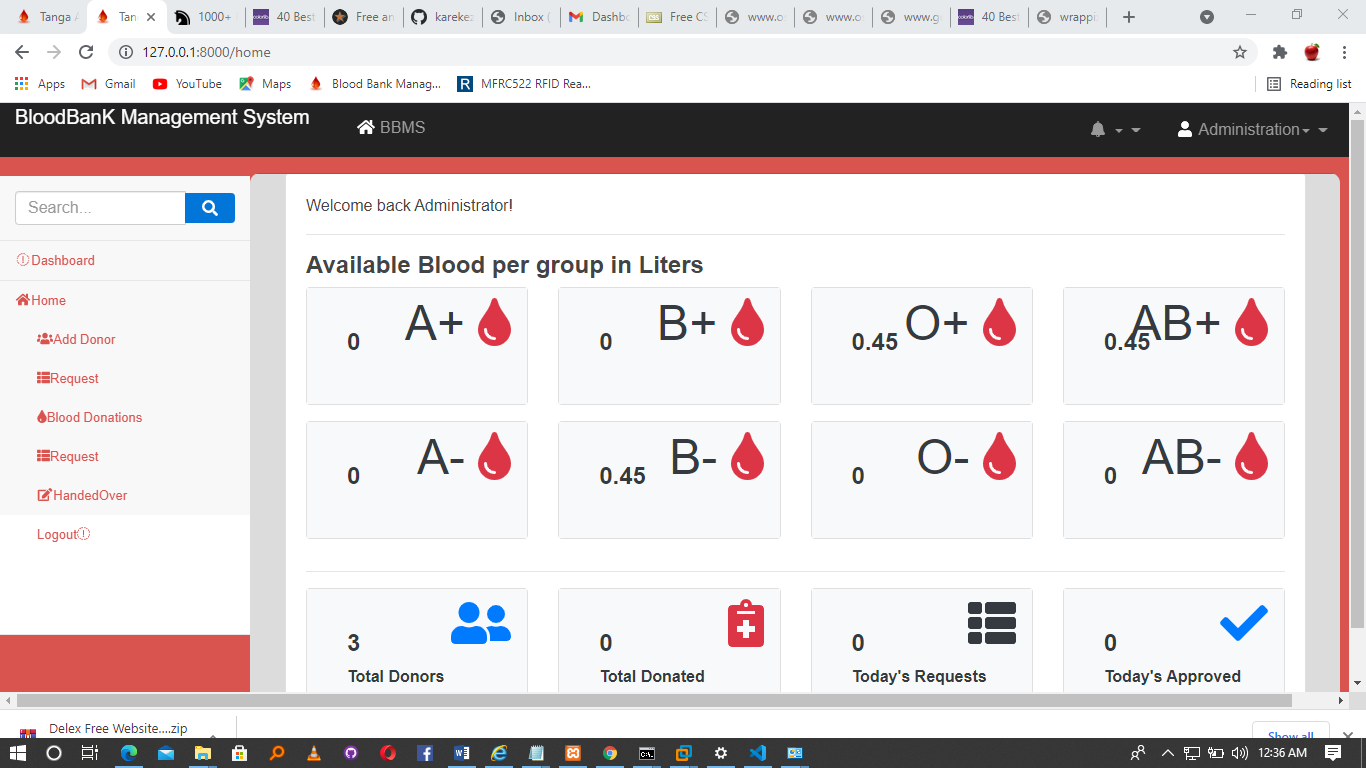 Tanga A
Tan
1000+
40 Best
Free an
karekez
Inbox (
Dashbo
Free CS
www.o
www.o
www.g
40 Best
wrappi
127.0.0.1:8000/home
Apps
Gmail
YouTube
Maps
Blood Bank Manag...
MFRC522 RFID Rea...
Reading list
BloodBanK Management System
BBMS
Administration
Search...
Dashboard
Home
Add Donor
Request
Blood Donations
Request
HandedOver
Logout
Welcome back Administrator!
Available Blood per group in Liters
A+
0
B+
0
O+
0.45
AB+
0.45
A-
0
B-
0.45
O-
0
AB-
0
3
Total Donors
0
Total Donated
0
Today's Requests
0
Today's Approved
Delex Free Website....zip
Show all
12:36 AM